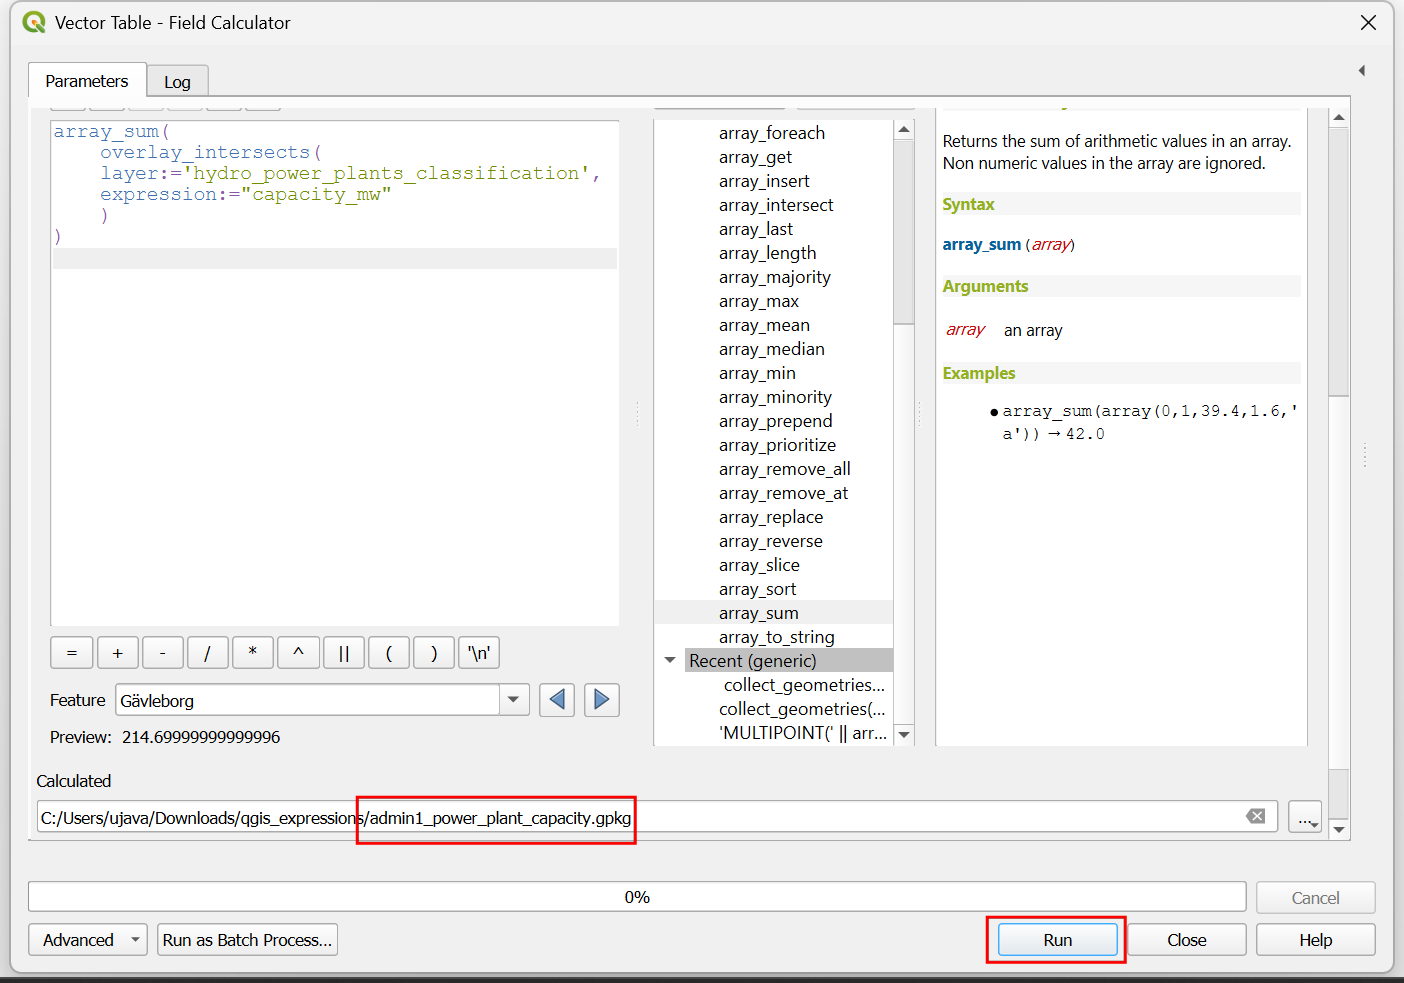 Vector Table - Field Calculator
Parameters
Log
array_sum(
overlay_intersects(
layer:='hydro_power_plants_classification',
expression:="capacity_mw"
)
)
=
+
-
/
*
^
||
(
)
'\n'
Feature
Gävleborg
Preview: 214.69999999999996
array_foreach
array_get
array_insert
array_intersect
array_last
array_length
array_majority
array_max
array_mean
array_median
array_min
array_minority
array_prepend
array_prioritize
array_remove_all
array_remove_at
array_replace
array_reverse
array_slice
array_sort
array_sum
array_to_string
Recent (generic)
collect_geometries...
collect_geometries(...
'MULTIPOINT(' || arr...
Returns the sum of arithmetic values in an array.
Non numeric values in the array are ignored.
Syntax
array_sum (array)
Arguments
array an array
Examples
● array_sum(array(0,1,39.4,1.6,'
a')) → 42.0
Calculated
C:/Users/ujava/Downloads/qgis_expressions/admin1_power_plant_capacity.gpkg
...
0%
Cancel
Advanced
Run as Batch Process...
Run
Close
Help